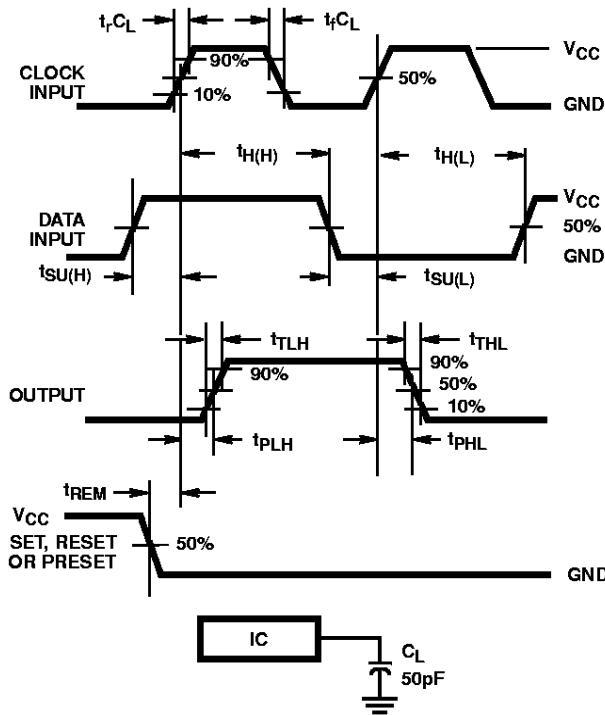 trCL
tfCL
90%
VCC
CLOCK
INPUT
10%
50%
GND
tH(H)
tH(L)
VCC
DATA
INPUT
50%
GND
tSU(H)
tSU(L)
tTLH
tTHL
90%
90%
OUTPUT
50%
10%
tPLH
tPHL
tREM
VCC
SET, RESET
OR PRESET
50%
GND
IC
CL
50pF